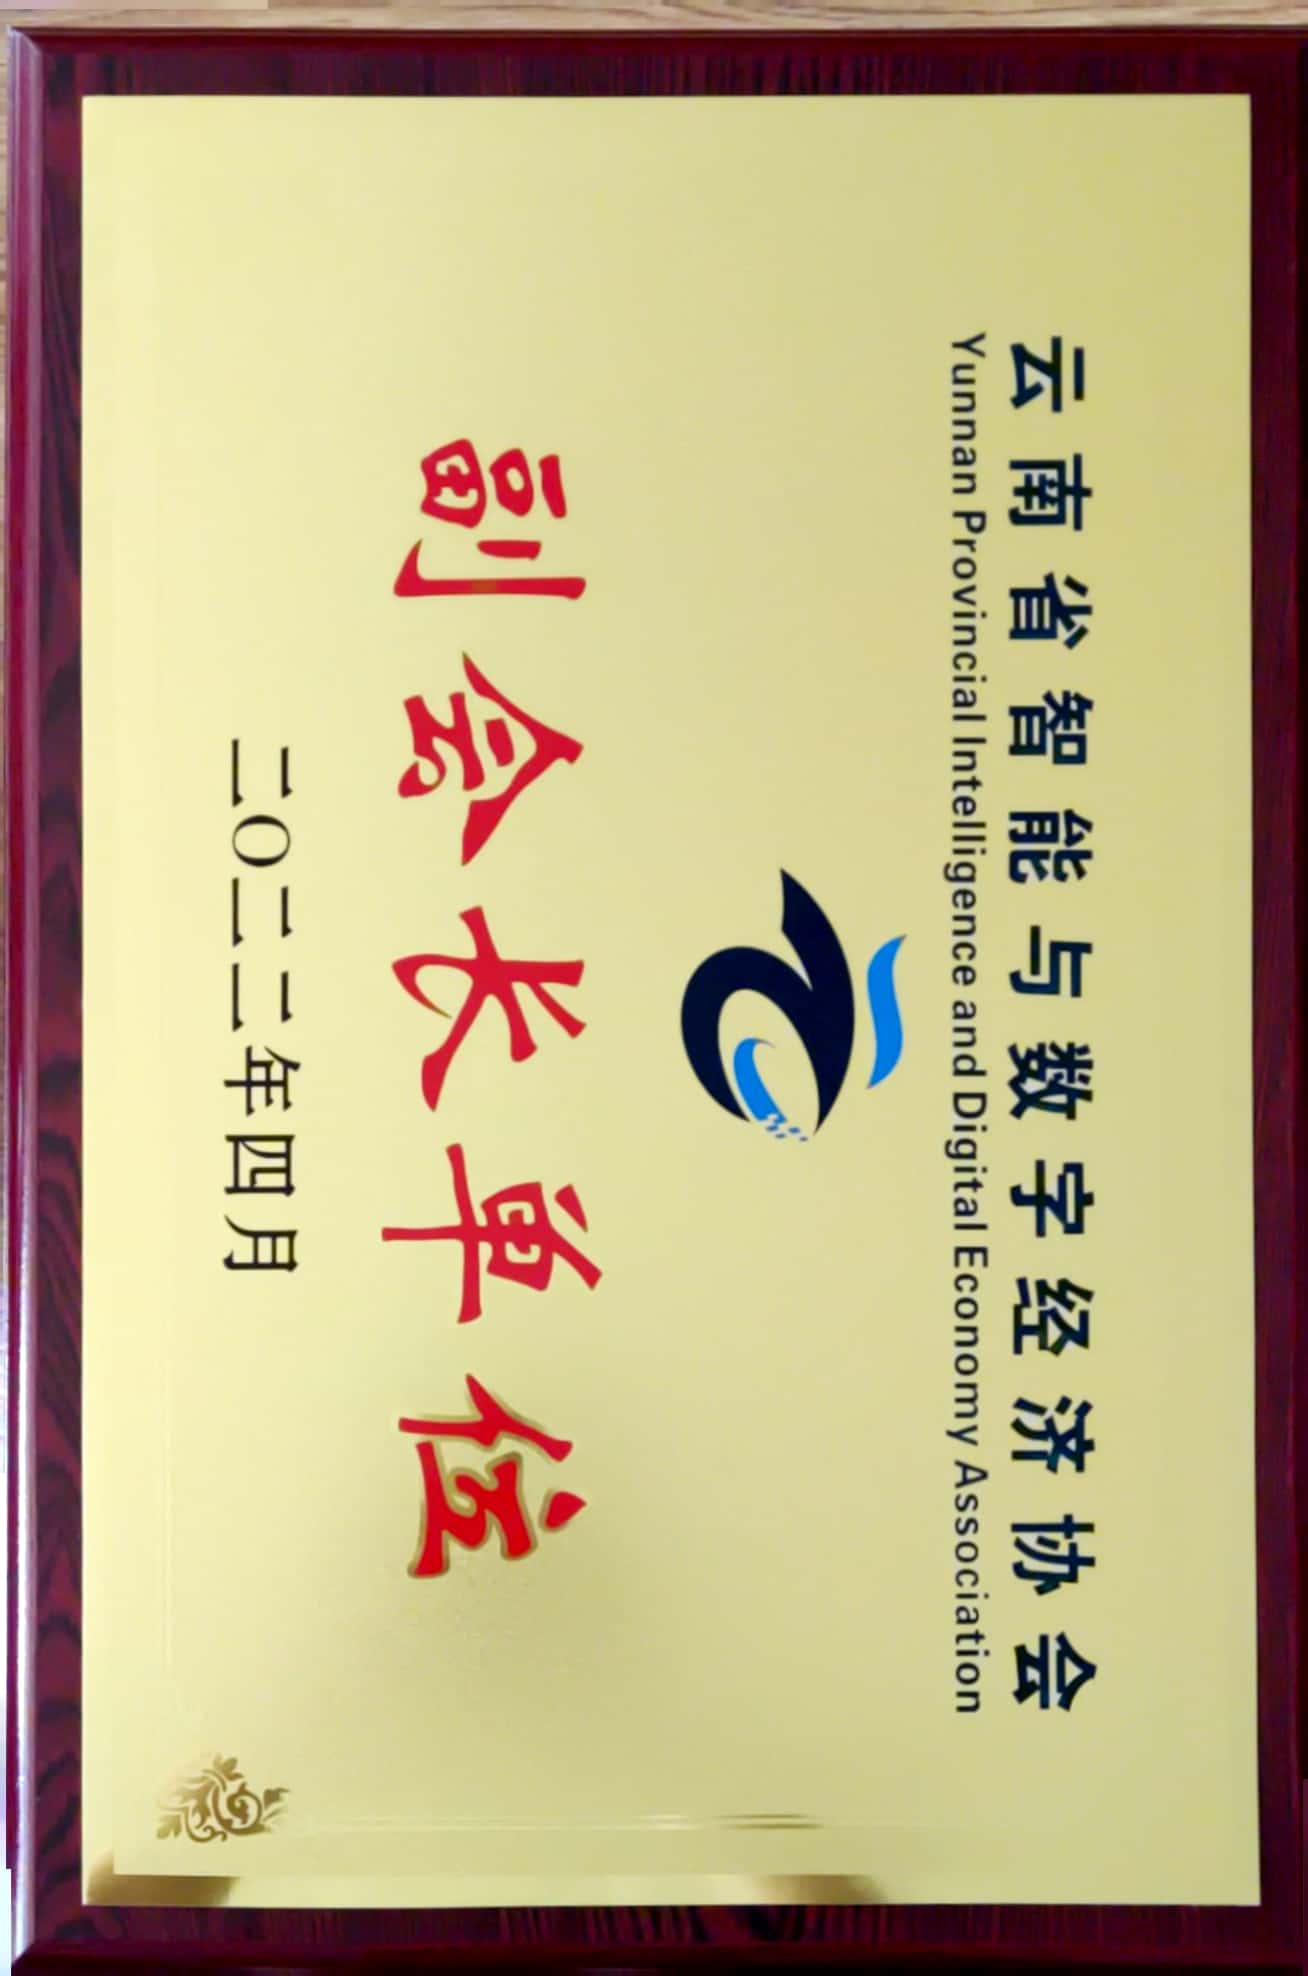 云南省智能与数字经济协会
Yunnan Provincial Intelligence and Digital Economy Association
副会长单位
二〇二二年四月